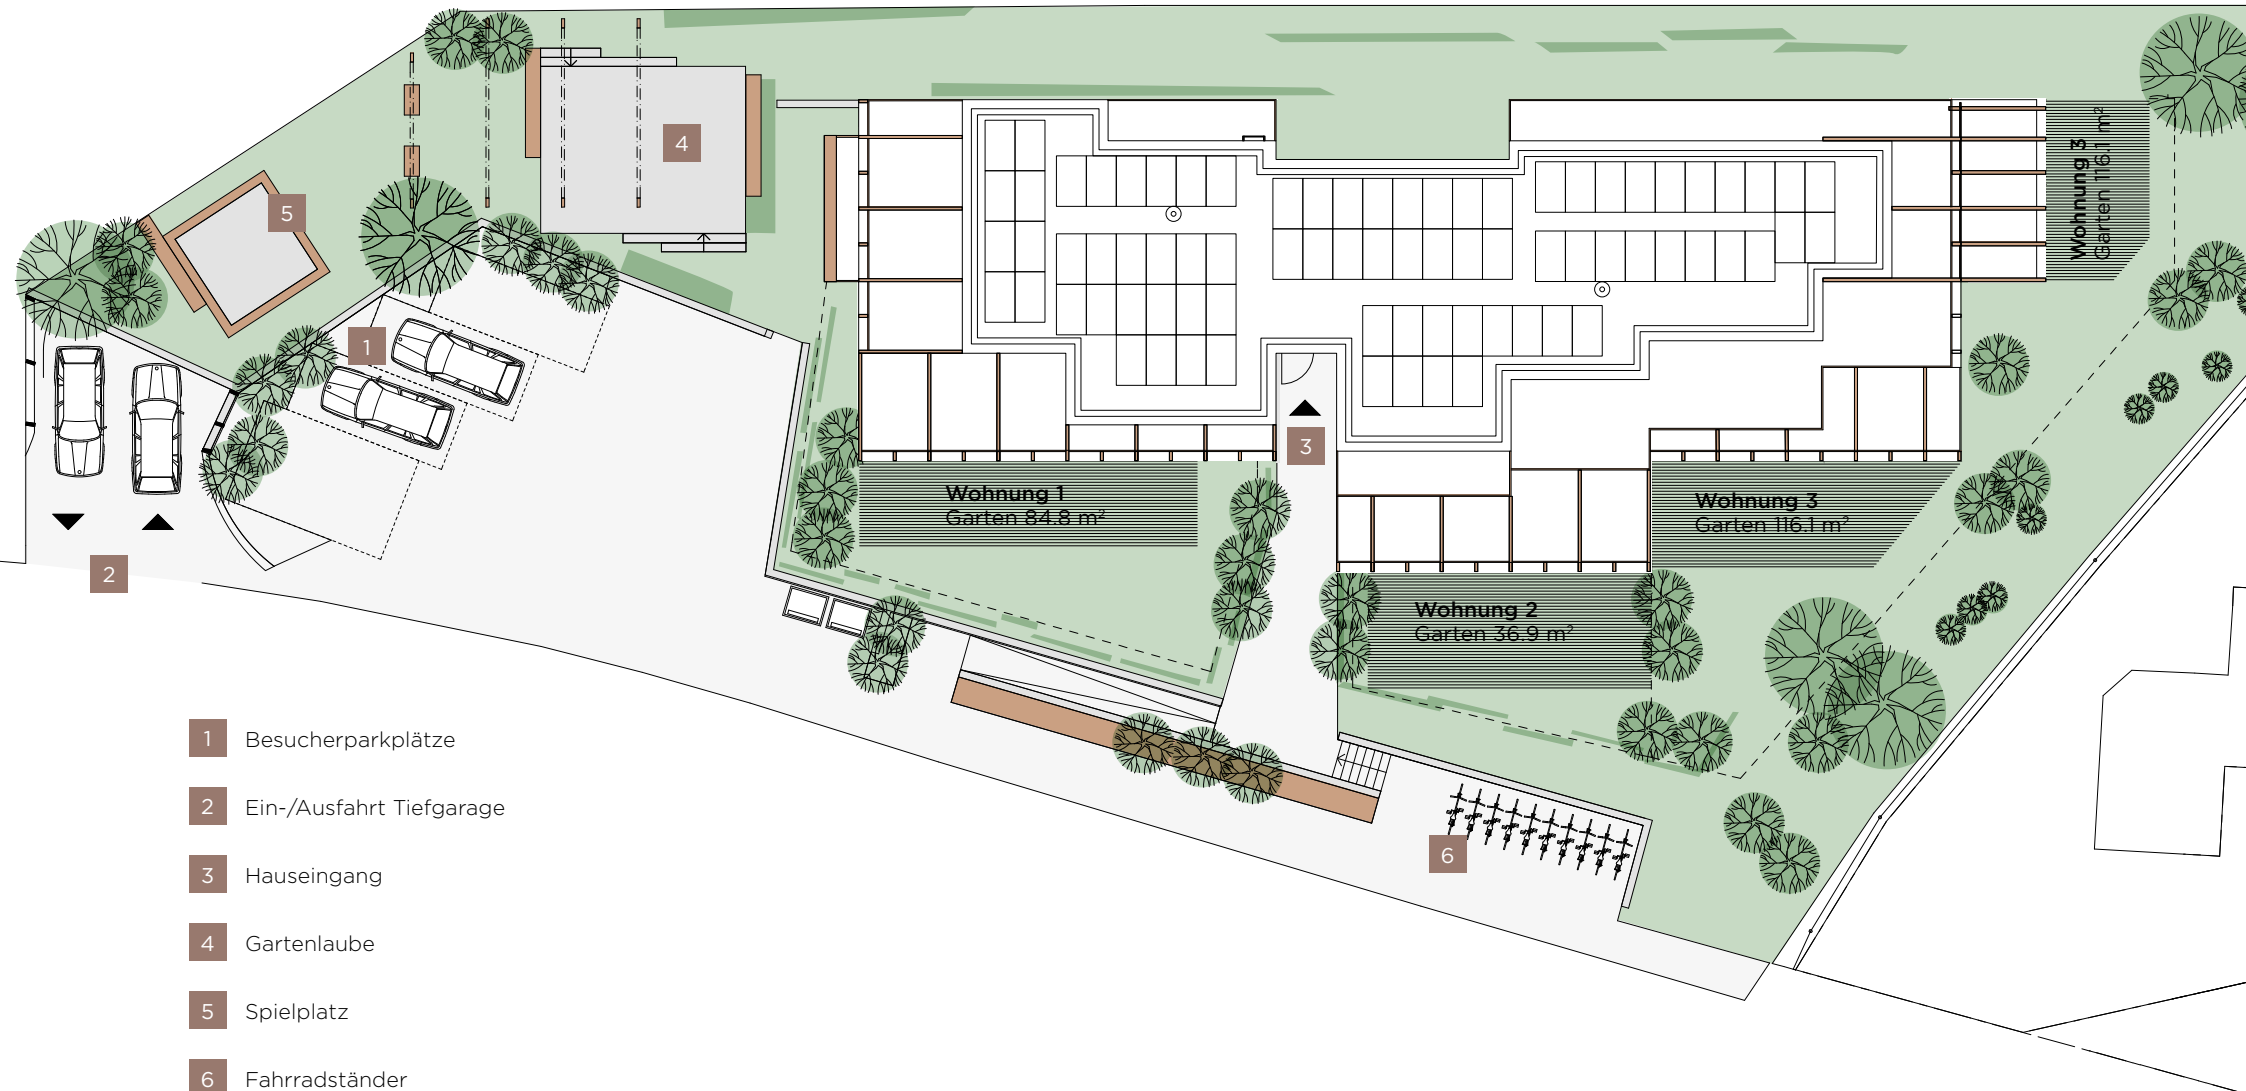 4
5
1
3
2
6
Wohnung 3
Garten 116.1 m²
Wohnung 1
Garten 84.8 m²
Wohnung 3
Garten 116.1 m²
Wohnung 2
Garten 36.9 m²
1 Besucherparkplätze
2 Ein-/Ausfahrt Tiefgarage
3 Hauseingang
4 Gartenlaube
5 Spielplatz
6 Fahrradständer